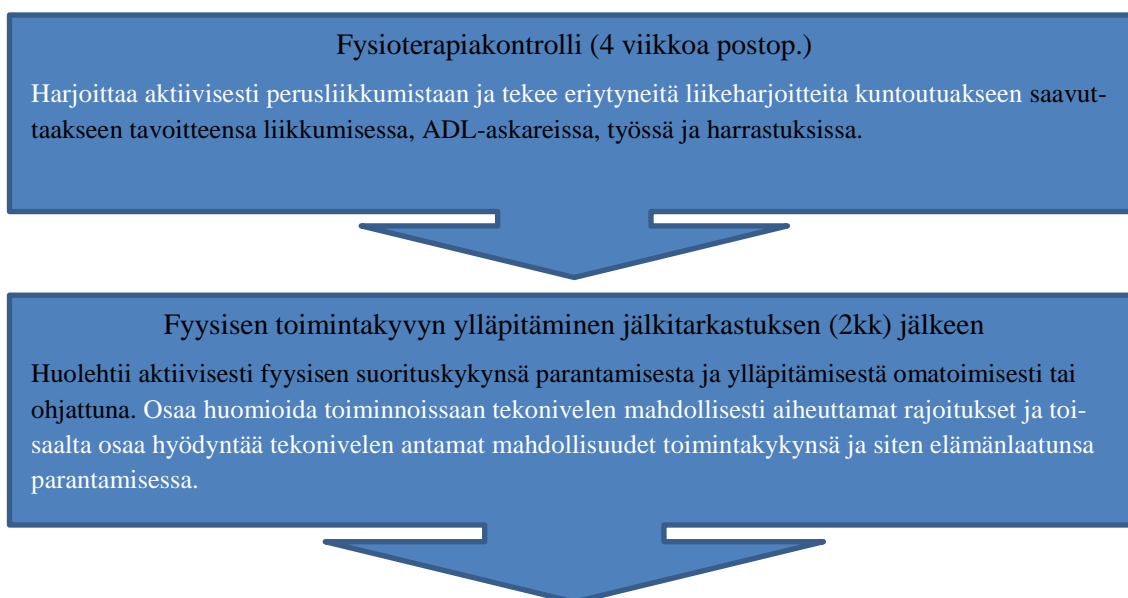 Fysioterapiakontrolli (4 viikkoa postop.)
Harjoittaa aktiivisesti perusliikkumistaan ja tekee eriytyneitä liikeharjoitteita kuntoutuakseen saavut-
taakseen tavoitteensa liikkumisessa, ADL-askareissa, työssä ja harrastuksissa.
Fyysisen toimintakyvyn ylläpitäminen jälkitarkastuksen (2kk) jälkeen
Huolehtii aktiivisesti fyysisen suorituskykynsä parantamisesta ja ylläpitämisestä omatoimisesti tai
ohjattuna. Osaa huomioida toiminnoissaan tekonivelen mahdollisesti aiheuttamat rajoitukset ja toi-
saalta osaa hyödyntää tekonivelen antamat mahdollisuudet toimintakykynsä ja siten elämänlaatunsa
parantamisessa.